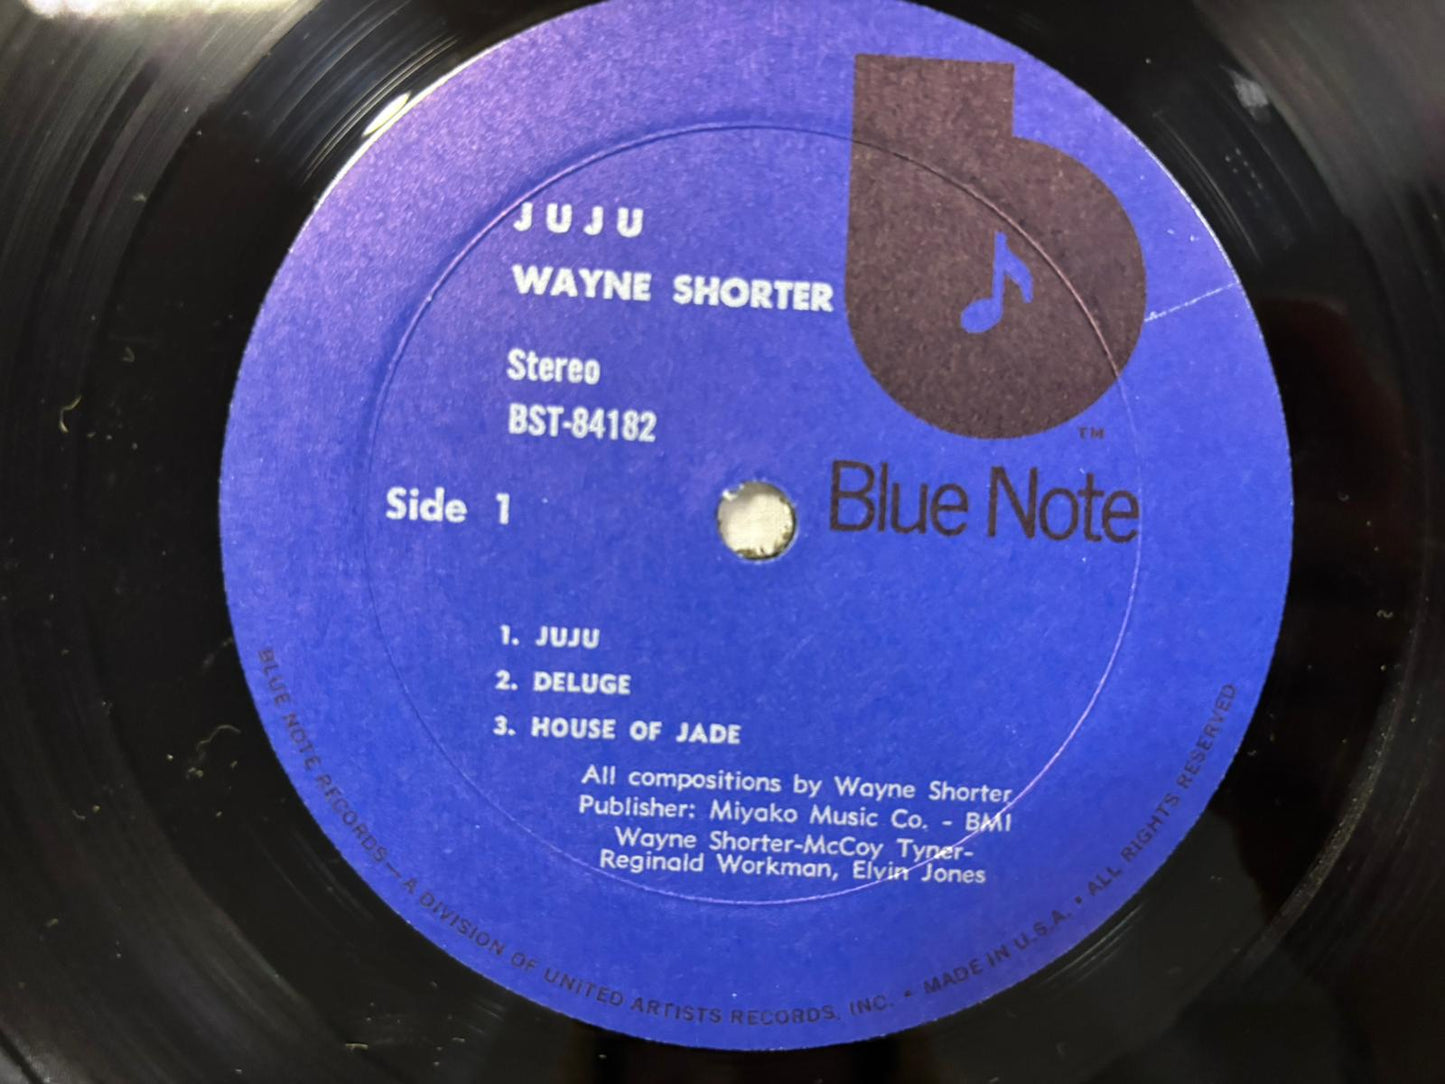 JUJU
WAYNE SHORTER
Stereo
BST-84182
Side 1
TM
Blue Note
1. JUJU
2. DELUGE
3. HOUSE OF JADE
All compositions by Wayne Shorter
Publisher: Miyako Music Co. - BMI
Wayne Shorter-McCoy Tyner-
Reginald Workman, Elvin Jones
BLUE NOTE RECORDS — A DIVISION OF UNITED ARTISTS RECORDS, INC. • MADE IN U.S.A. • ALL RIGHTS RESERVED